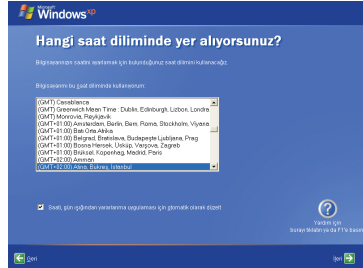 Microsoft
Windows xp
Hangi saat diliminde yer alıyorsunuz?
Bilgisayarınızın saatini ayarlamak için bulunduğunuz saat dilimini kullanacağız.
Bilgisayarımı bu saat diliminde kullanıyorum:
(GMT) Casablanca
(GMT) Greenwich Mean Time : Dublin, Edinburgh, Lizbon, Londra
(GMT) Monrovia, Reykjavik
(GMT+01:00) Amsterdam, Berlin, Bern, Roma, Stockholm, Viyana
(GMT+01:00) Batı Orta Afrika
(GMT+01:00) Belgrad, Bratislava, Budapeşte Ljubljana, Prag
(GMT+01:00) Bosna Hersek, Üsküp, Varşova, Zagreb
(GMT+01:00) Brüksel, Kopenhag, Madrid, Paris
(GMT+02:00) Amman
(GMT+02:00) Atina, Bükreş, İstanbul
Saati, gün ışığından yararlanma uygulaması için otomatik olarak düzelt
Yardım için
burayı tıklatın ya da F1'e basın
Geri
İleri